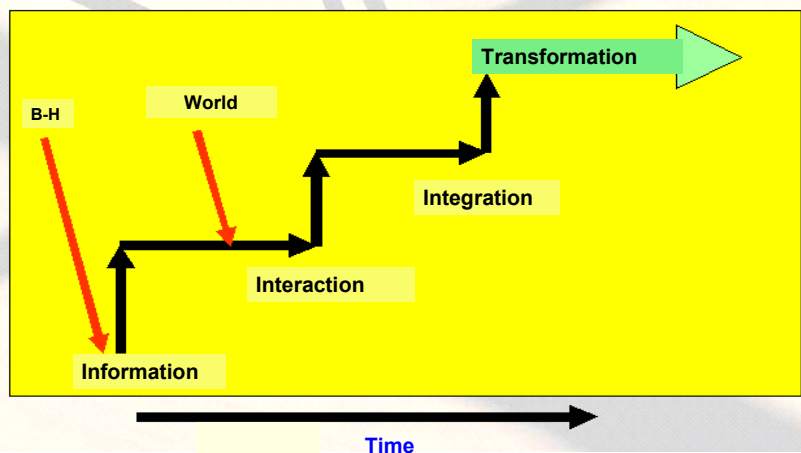 Transformation
World
B-H
Integration
Interaction
Information
Time